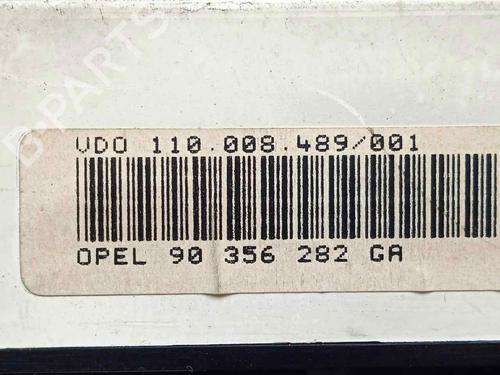 VDO 110.008.489/001
OPEL 90 356 282 GA
B-PARTS